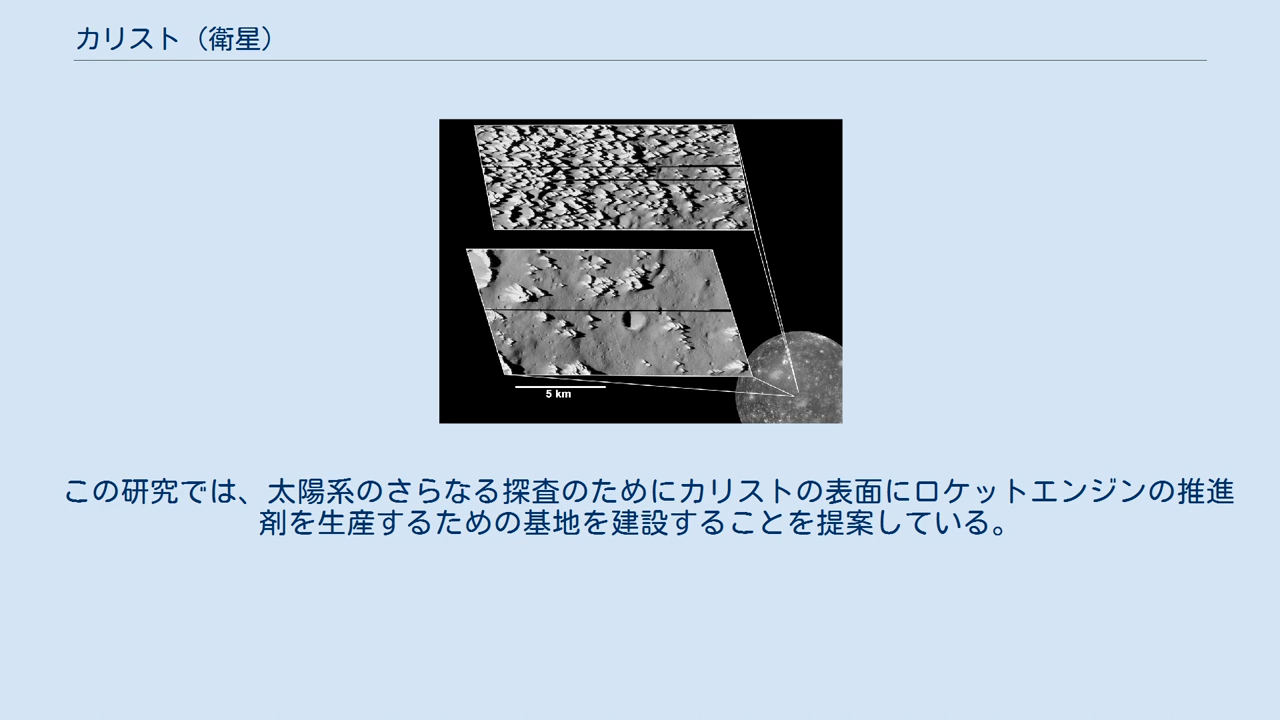 カリスト（衛星）
5 km
この研究では、太陽系のさらなる探査のためにカリストの表面にロケットエンジンの推進
剤を生産するための基地を建設することを提案している。